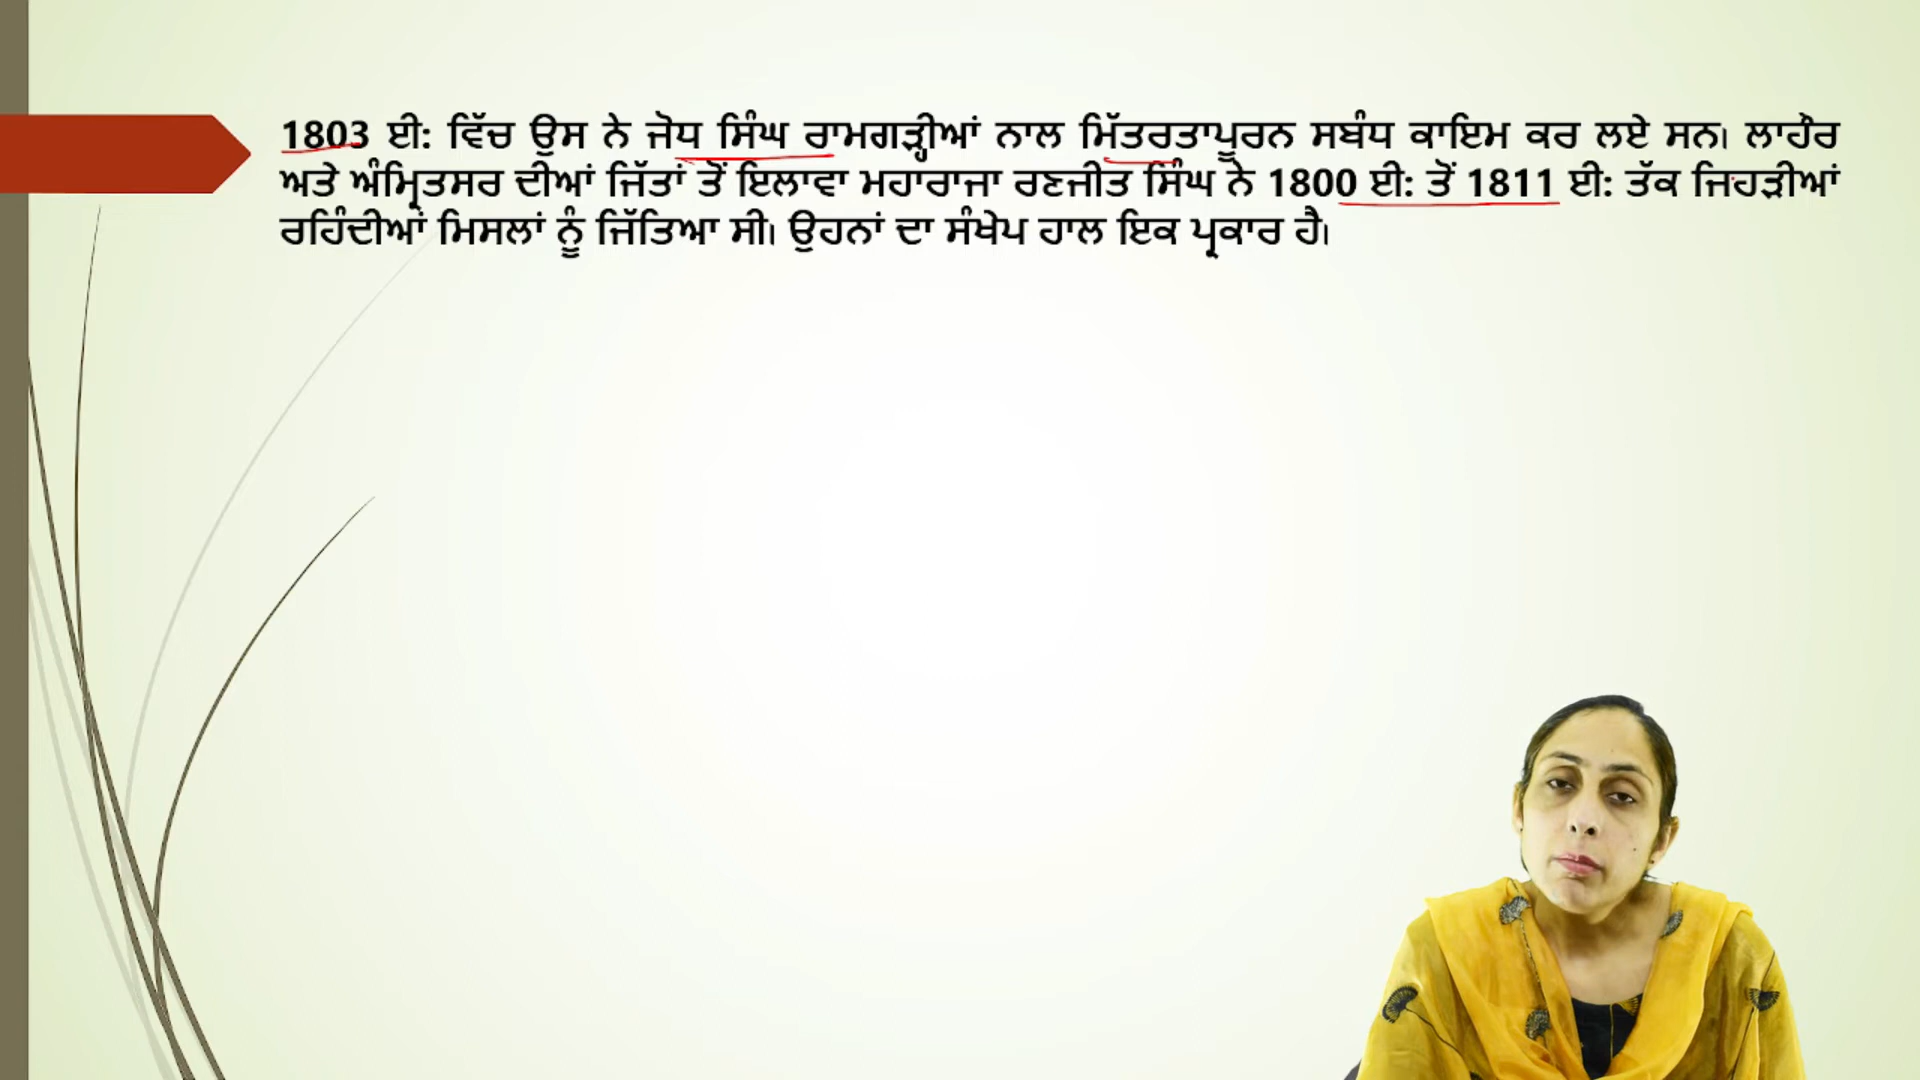 1803 ਈ: ਵਿੱਚ ਉਸ ਨੇ ਜੋਧ ਸਿੰਘ ਰਾਮਗੜ੍ਹੀਆਂ ਨਾਲ ਮਿੱਤਰਤਾਪੂਰਨ ਸਬੰਧ ਕਾਇਮ ਕਰ ਲਏ ਸਨ। ਲਾਹੌਰ
ਅਤੇ ਅੰਮ੍ਰਿਤਸਰ ਦੀਆਂ ਜਿੱਤਾਂ ਤੋਂ ਇਲਾਵਾ ਮਹਾਰਾਜਾ ਰਣਜੀਤ ਸਿੰਘ ਨੇ 1800 ਈ: ਤੋਂ 1811 ਈ: ਤੱਕ ਜਿਹੜੀਆਂ
ਰਹਿੰਦੀਆਂ ਮਿਸਲਾਂ ਨੂੰ ਜਿੱਤਿਆ ਸੀ। ਉਹਨਾਂ ਦਾ ਸੰਖੇਪ ਹਾਲ ਇਕ ਪ੍ਰਕਾਰ ਹੈ।